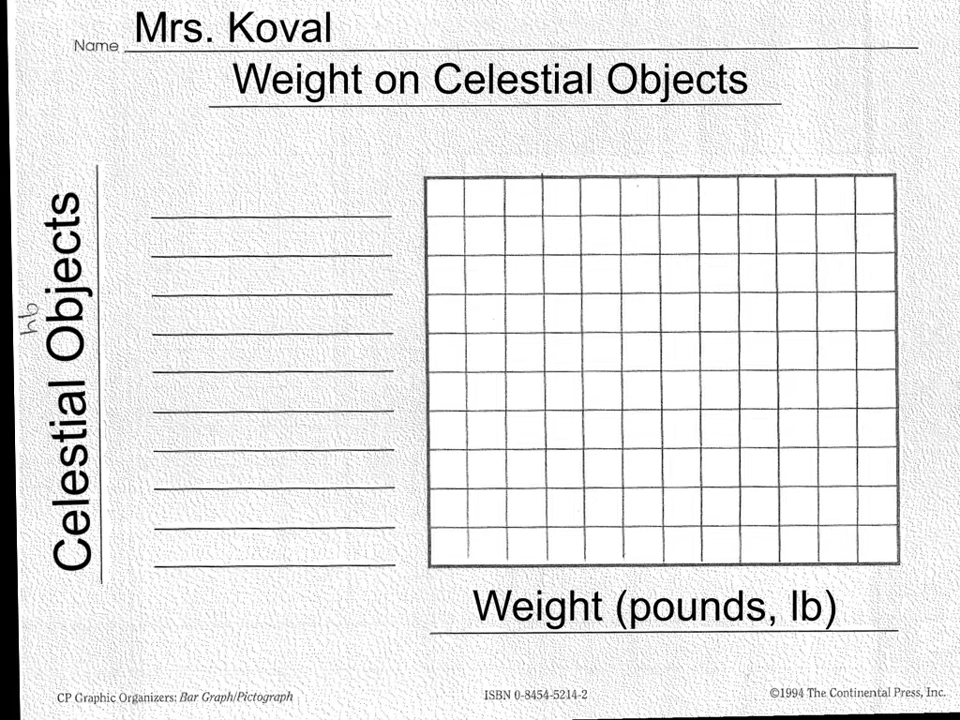 Name Mrs. Koval
Weight on Celestial Objects
Celestial Objects
Weight (pounds, lb)
CP Graphic Organizers: Bar Graph/Pictograph
ISBN 0-8454-5214-2
©1994 The Continental Press, Inc.